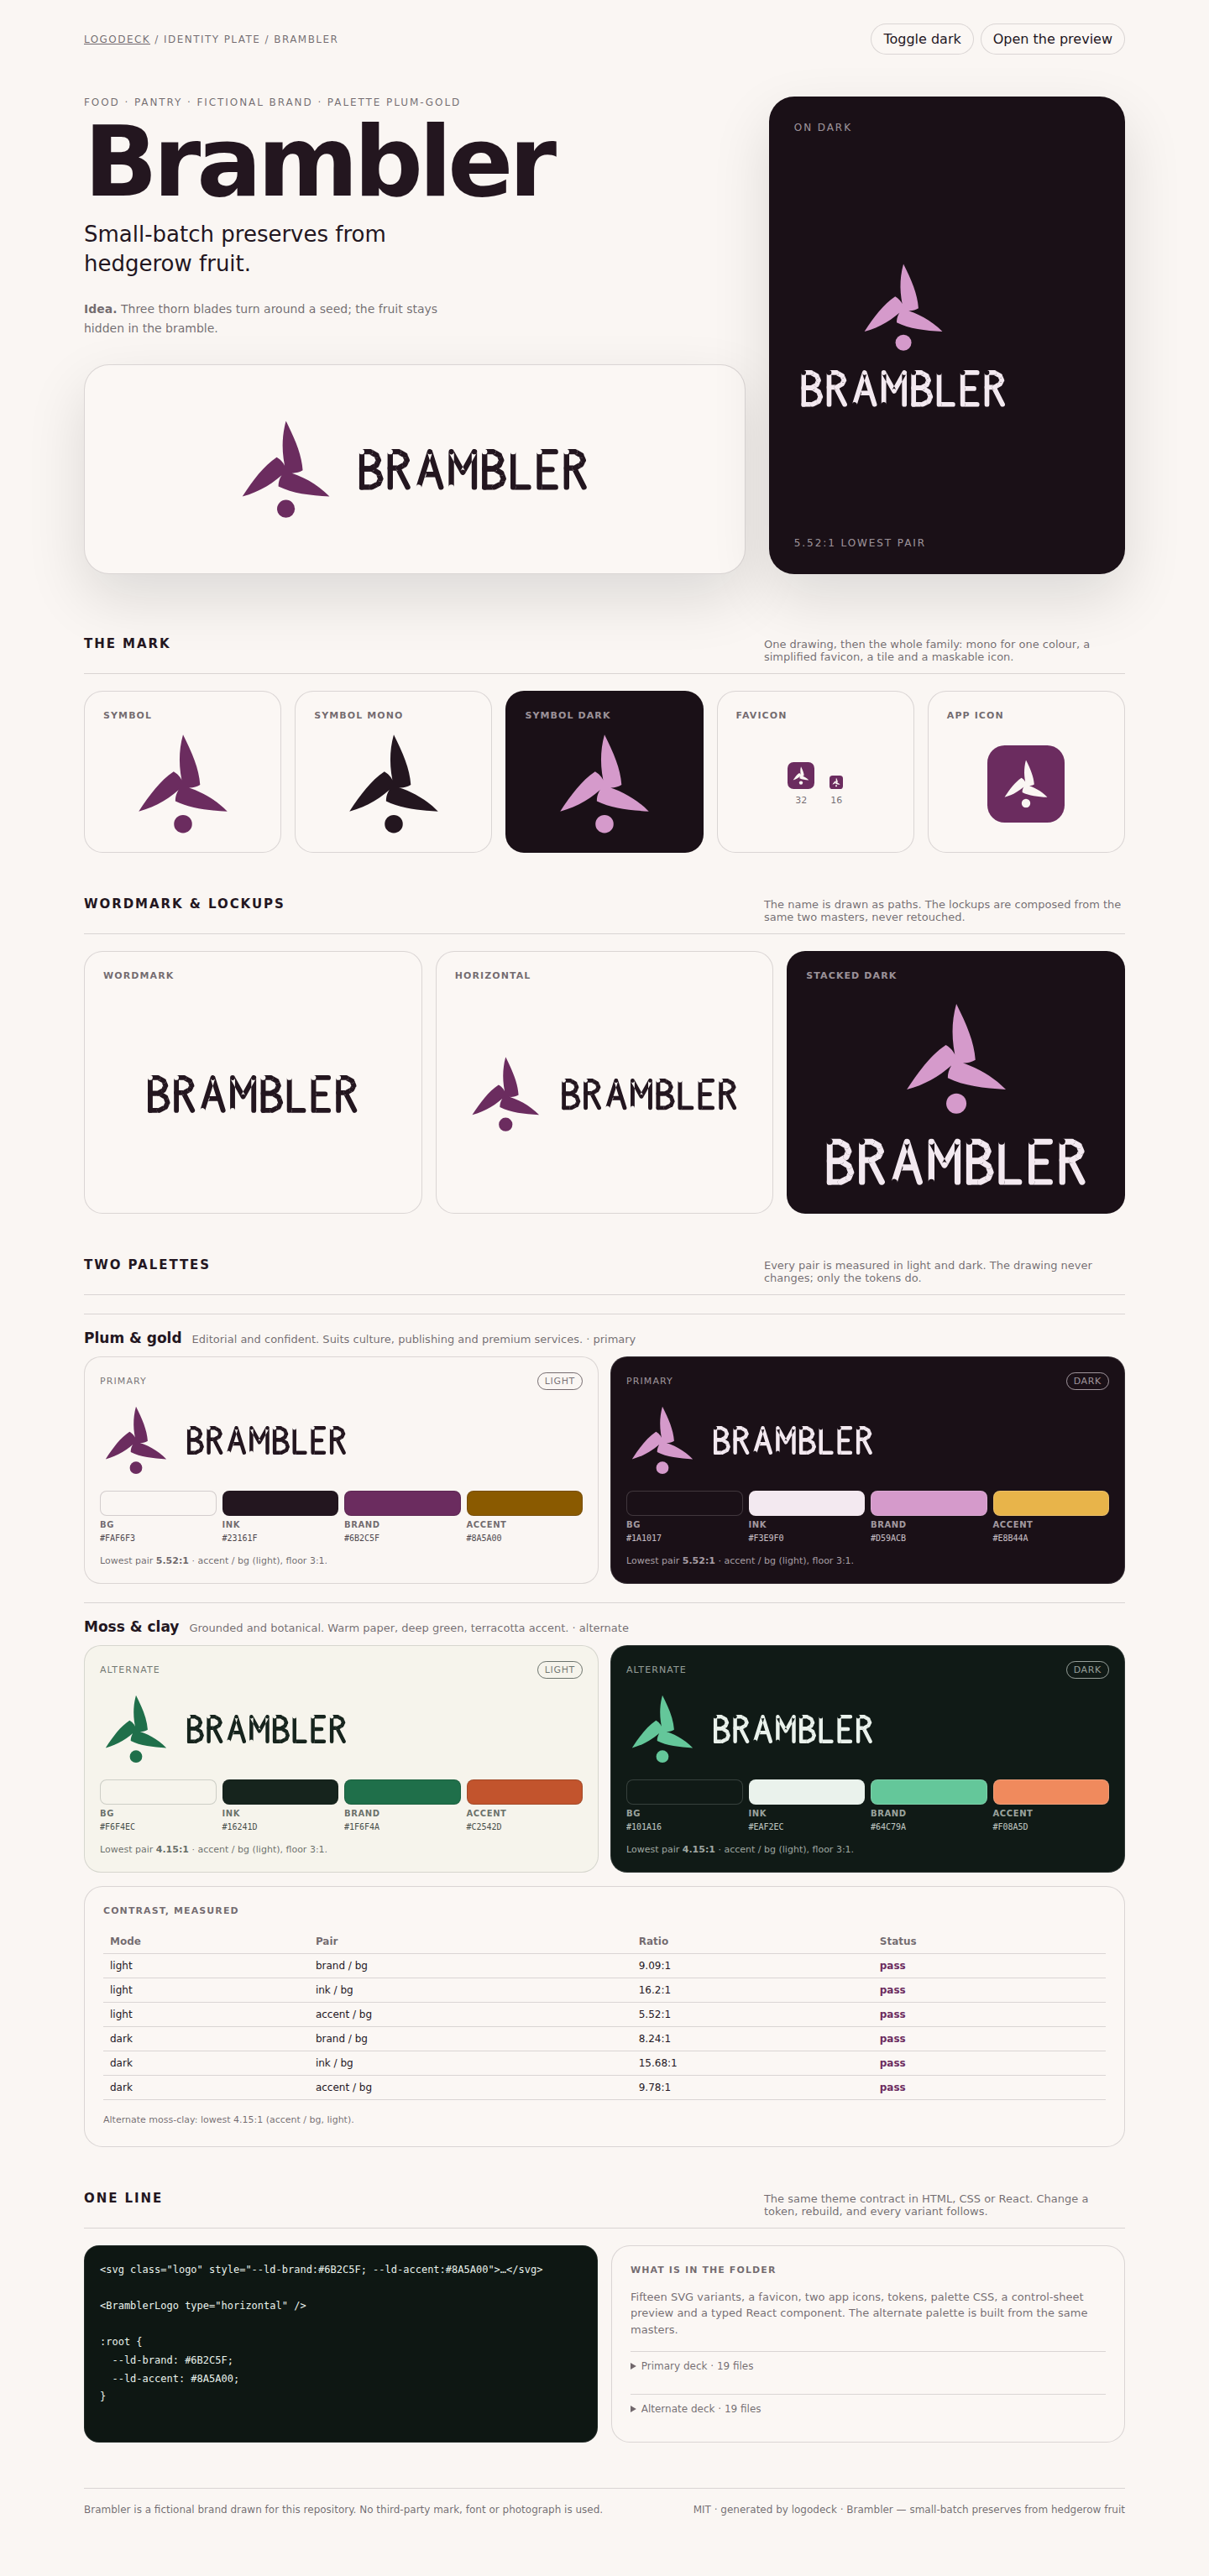 LOGODECK / IDENTITY PLATE / BRAMBLER
Toggle dark
Open the preview
FOOD · PANTRY · FICTIONAL BRAND · PALETTE PLUM-GOLD
Brambler
Small-batch preserves from
hedgerow fruit.
Idea. Three thorn blades turn around a seed; the fruit stays
hidden in the bramble.
BRAMBLER
ON DARK
BRAMBLER
5.52:1 LOWEST PAIR
THE MARK
One drawing, then the whole family: mono for one colour, a
simplified favicon, a tile and a maskable icon.
SYMBOL
SYMBOL MONO
SYMBOL DARK
FAVICON
32
16
APP ICON
WORDMARK & LOCKUPS
The name is drawn as paths. The lockups are composed from the
same two masters, never retouched.
WORDMARK
BRAMBLER
HORIZONTAL
BRAMBLER
STACKED DARK
BRAMBLER
TWO PALETTES
Every pair is measured in light and dark. The drawing never
changes; only the tokens do.
Plum & gold Editorial and confident. Suits culture, publishing and premium services. · primary
PRIMARY
LIGHT
BRAMBLER
BG
INK
BRAND
ACCENT
#FAF6F3
#23161F
#6B2C5F
#8A5A00
Lowest pair 5.52:1 · accent / bg (light), floor 3:1.
PRIMARY
DARK
BRAMBLER
BG
INK
BRAND
ACCENT
#1A1017
#F3E9F0
#D59ACB
#E8B44A
Lowest pair 5.52:1 · accent / bg (light), floor 3:1.
Moss & clay Grounded and botanical. Warm paper, deep green, terracotta accent. · alternate
ALTERNATE
LIGHT
BRAMBLER
BG
INK
BRAND
ACCENT
#F6F4EC
#16241D
#1F6F4A
#C2542D
Lowest pair 4.15:1 · accent / bg (light), floor 3:1.
ALTERNATE
DARK
BRAMBLER
BG
INK
BRAND
ACCENT
#101A16
#EAF2EC
#64C79A
#F08A5D
Lowest pair 4.15:1 · accent / bg (light), floor 3:1.
CONTRAST, MEASURED
Mode Pair Ratio Status
light brand / bg 9.09:1 pass
light ink / bg 16.2:1 pass
light accent / bg 5.52:1 pass
dark brand / bg 8.24:1 pass
dark ink / bg 15.68:1 pass
dark accent / bg 9.78:1 pass
Alternate moss-clay: lowest 4.15:1 (accent / bg, light).
ONE LINE
The same theme contract in HTML, CSS or React. Change a
token, rebuild, and every variant follows.
<svg class="logo" style="--ld-brand:#6B2C5F; --ld-accent:#8A5A00">…</svg>
<BramblerLogo type="horizontal" />
:root {
--ld-brand: #6B2C5F;
--ld-accent: #8A5A00;
}
WHAT IS IN THE FOLDER
Fifteen SVG variants, a favicon, two app icons, tokens, palette CSS, a control-sheet
preview and a typed React component. The alternate palette is built from the same
masters.
Primary deck · 19 files
Alternate deck · 19 files
Brambler is a fictional brand drawn for this repository. No third-party mark, font or photograph is used.
MIT · generated by logodeck · Brambler — small-batch preserves from hedgerow fruit